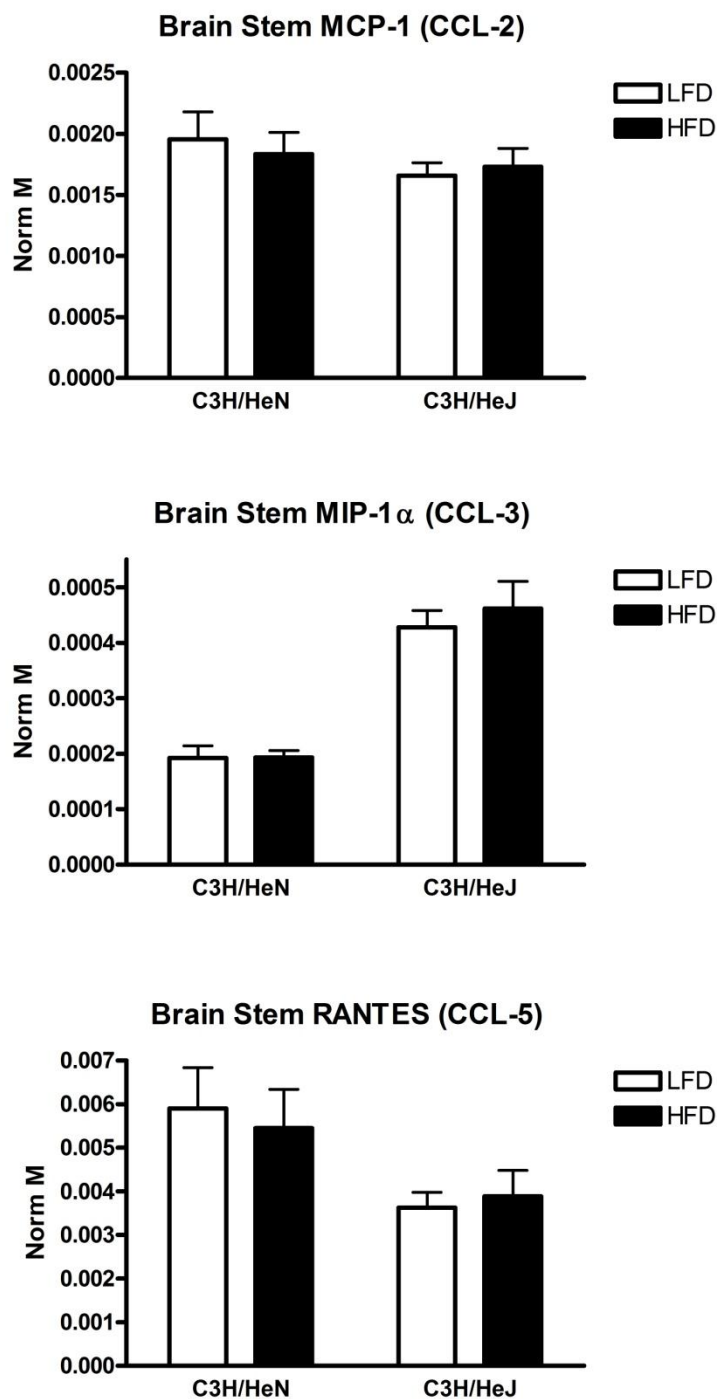 Brain Stem MCP-1 (CCL-2)
0.0025
0.0020
0.0015
0.0010
0.0005
0.0000
Norm M
C3H/HeN C3H/HeJ
LFD
HFD
Brain Stem MIP-1α (CCL-3)
0.0005
0.0004
0.0003
0.0002
0.0001
0.0000
Norm M
C3H/HeN C3H/HeJ
LFD
HFD
Brain Stem RANTES (CCL-5)
0.007
0.006
0.005
0.004
0.003
0.002
0.001
0.000
Norm M
C3H/HeN C3H/HeJ
LFD
HFD